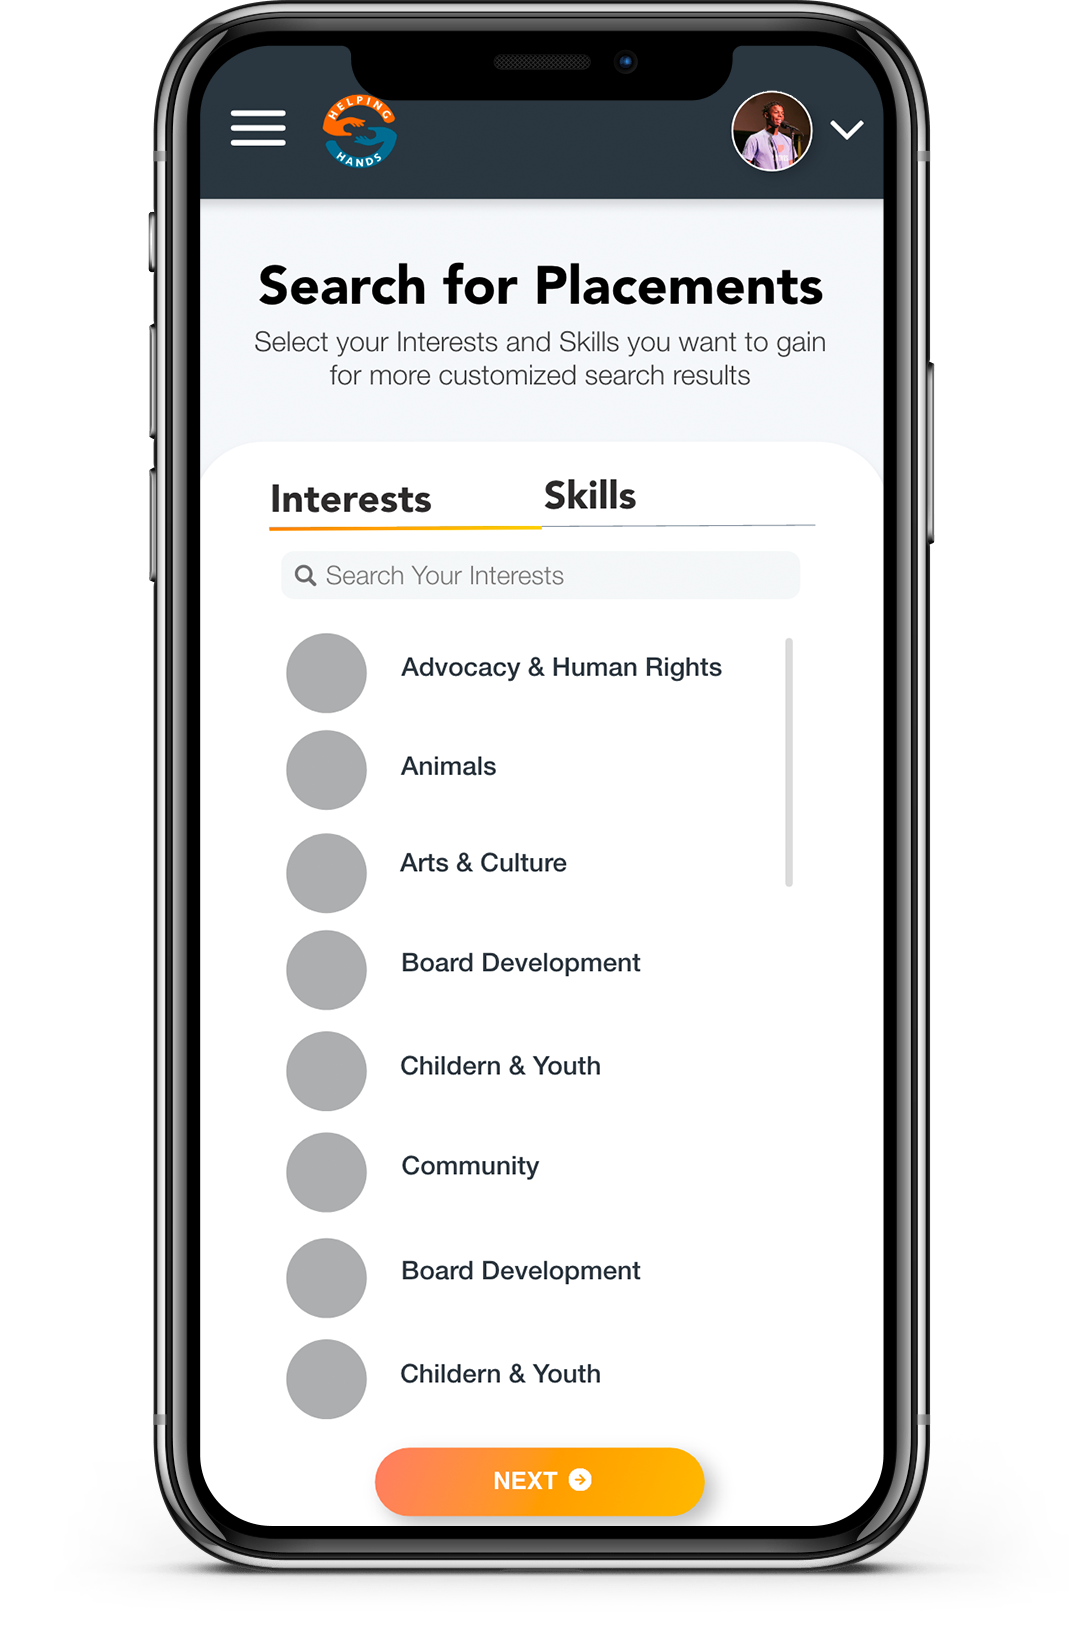 HELPING
HANDS
Search for Placements
Select your Interests and Skills you want to gain
for more customized search results
Interests
Skills
Search Your Interests
Advocacy & Human Rights
Animals
Arts & Culture
Board Development
Childern & Youth
Community
Board Development
Childern & Youth
NEXT